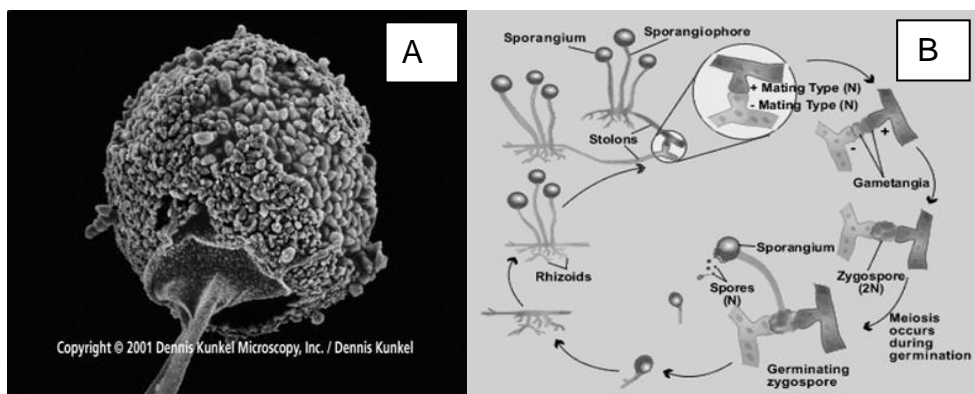 A
Copyright © 2001 Dennis Kunkel Microscopy, Inc. / Dennis Kunkel
B
Sporangium
Sporangiophore
+ Mating Type (N)
- Mating Type (N)
Stolons
- +
Gametangia
Rhizoids
Sporangium
Spores
(N)
Zygospore
(2N)
Meiosis
occurs
during
germination
Germinating
zygospore